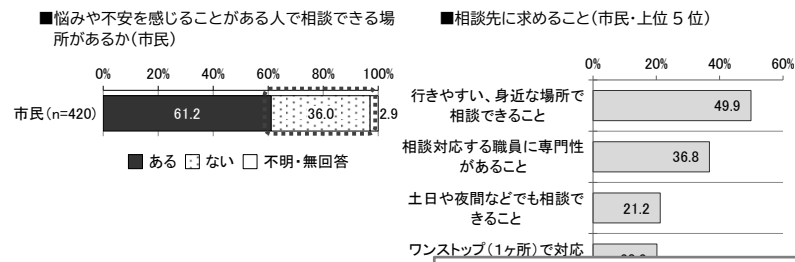 ■悩みや不安を感じることがある人で相談できる場
所があるか(市民)
0% 20% 40% 60% 80% 100%
市民(n=420) 61.2 36.0 2.9
ある ない 不明・無回答
■相談先に求めること(市民・上位5位)
0% 20% 40% 60%
行きやすい、身近な場所で
相談できること
49.9
相談対応する職員に専門性
があること
36.8
土日や夜間などでも相談で
きること
21.2
ワンストップ(1ヶ所)で対応